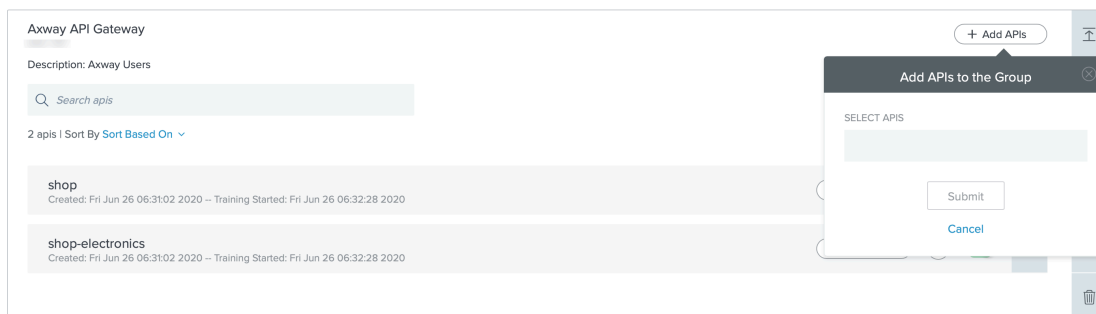 Axway API Gateway
+ Add APIs
Description: Axway Users
Add APIs to the Group
Search apis
SELECT APIS
2 apis | Sort By Sort Based On
shop
Created: Fri Jun 26 06:31:02 2020 -- Training Started: Fri Jun 26 06:32:28 2020
Submit
Cancel
shop-electronics
Created: Fri Jun 26 06:31:02 2020 -- Training Started: Fri Jun 26 06:32:28 2020